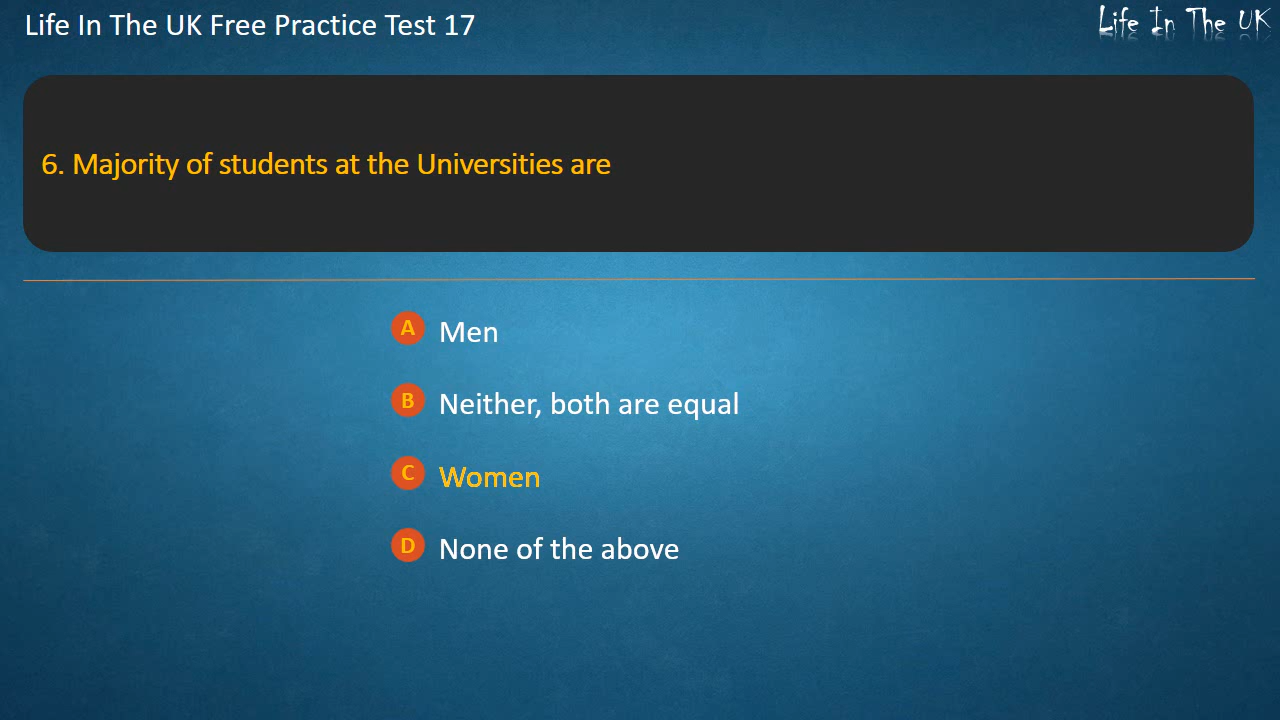 Life In The UK Free Practice Test 17
Life In The UK
6. Majority of students at the Universities are
A Men
B Neither, both are equal
C Women
D None of the above